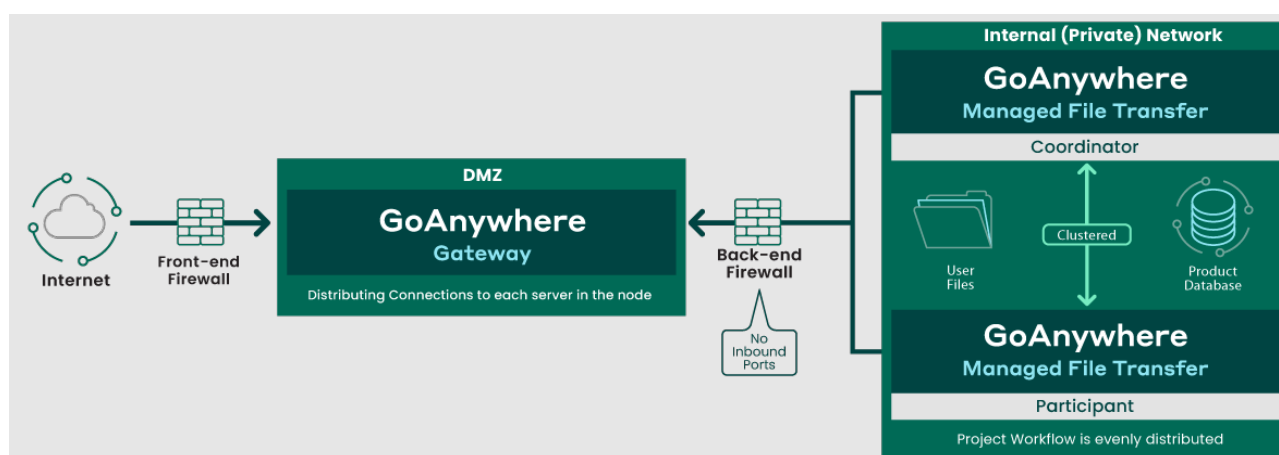 Internet
Front-end
Firewall
DMZ
GoAnywhere
Gateway
Distributing Connections to each server in the node
Back-end
Firewall
No
Inbound
Ports
Internal (Private) Network
GoAnywhere
Managed File Transfer
Coordinator
User
Files
Clustered
Product
Database
GoAnywhere
Managed File Transfer
Participant
Project Workflow is evenly distributed